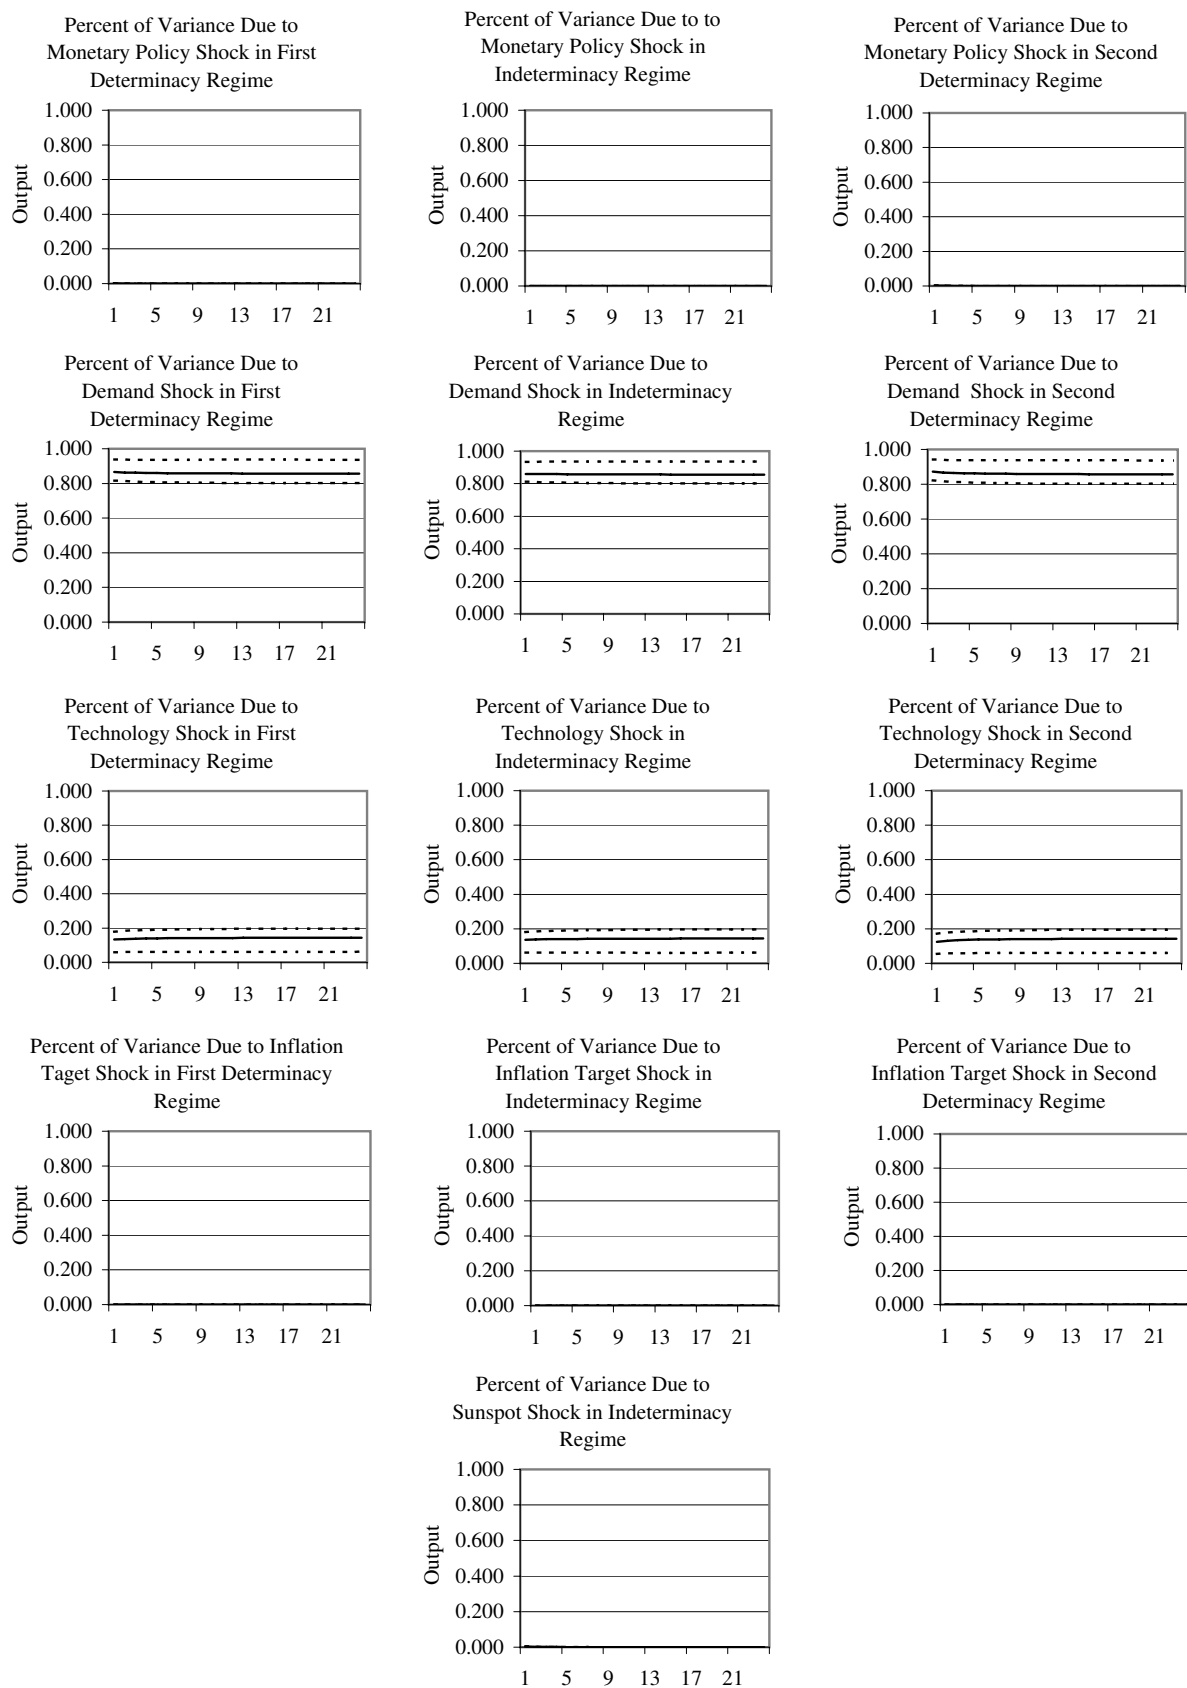 Percent of Variance Due to
Monetary Policy Shock in First
Determinacy Regime
1.000
0.800
0.600
0.400
0.200
0.000
Output
1 5 9 13 17 21
Percent of Variance Due to to
Monetary Policy Shock in
Indeterminacy Regime
1.000
0.800
0.600
0.400
0.200
0.000
Output
1 5 9 13 17 21
Percent of Variance Due to
Monetary Policy Shock in Second
Determinacy Regime
1.000
0.800
0.600
0.400
0.200
0.000
Output
1 5 9 13 17 21
Percent of Variance Due to
Demand Shock in First
Determinacy Regime
1.000
0.800
0.600
0.400
0.200
0.000
Output
1 5 9 13 17 21
Percent of Variance Due to
Demand Shock in Indeterminacy
Regime
1.000
0.800
0.600
0.400
0.200
0.000
Output
1 5 9 13 17 21
Percent of Variance Due to
Demand Shock in Second
Determinacy Regime
1.000
0.800
0.600
0.400
0.200
0.000
Output
1 5 9 13 17 21
Percent of Variance Due to
Technology Shock in First
Determinacy Regime
1.000
0.800
0.600
0.400
0.200
0.000
Output
1 5 9 13 17 21
Percent of Variance Due to
Technology Shock in
Indeterminacy Regime
1.000
0.800
0.600
0.400
0.200
0.000
Output
1 5 9 13 17 21
Percent of Variance Due to
Technology Shock in Second
Determinacy Regime
1.000
0.800
0.600
0.400
0.200
0.000
Output
1 5 9 13 17 21
Percent of Variance Due to Inflation
Taget Shock in First Determinacy
Regime
1.000
0.800
0.600
0.400
0.200
0.000
Output
1 5 9 13 17 21
Percent of Variance Due to
Inflation Target Shock in
Indeterminacy Regime
1.000
0.800
0.600
0.400
0.200
0.000
Output
1 5 9 13 17 21
Percent of Variance Due to
Inflation Target Shock in Second
Determinacy Regime
1.000
0.800
0.600
0.400
0.200
0.000
Output
1 5 9 13 17 21
Percent of Variance Due to
Sunspot Shock in Indeterminacy
Regime
1.000
0.800
0.600
0.400
0.200
0.000
Output
1 5 9 13 17 21